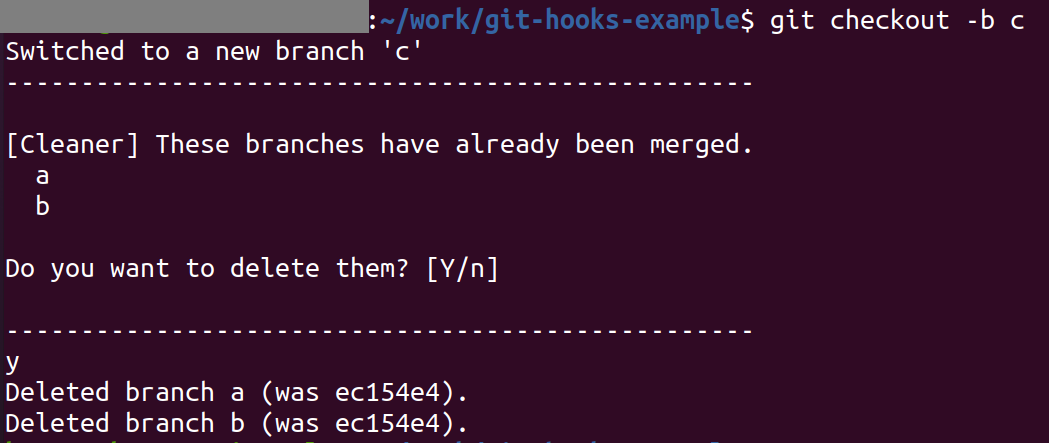 :~/work/git-hooks-example$ git checkout -b c
Switched to a new branch 'c'
--------------------------------------------------
[Cleaner] These branches have already been merged.
a
b
Do you want to delete them? [Y/n]
--------------------------------------------------
y
Deleted branch a (was ec154e4).
Deleted branch b (was ec154e4).